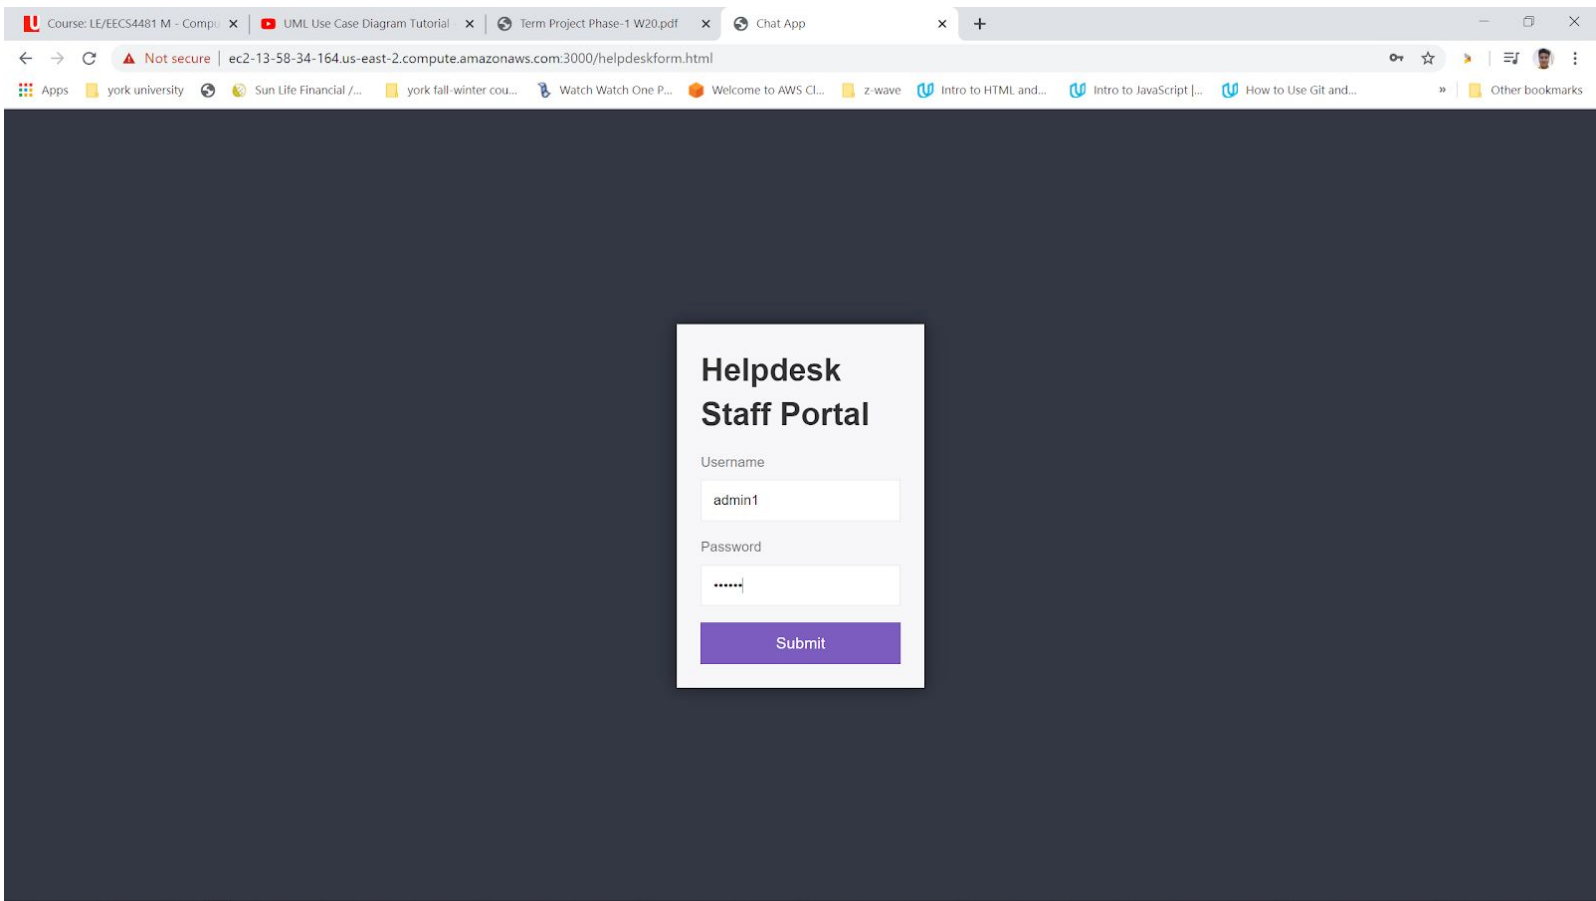 Course: LE/EECS4481 M - Compu
UML Use Case Diagram Tutorial
Term Project Phase-1 W20.pdf
Chat App
Not secure
ec2-13-58-34-164.us-east-2.compute.amazonaws.com:3000/helpdeskform.html
Apps
york university
Sun Life Financial /...
york fall-winter cou...
Watch Watch One P...
Welcome to AWS Cl...
z-wave
Intro to HTML and...
Intro to JavaScript |...
How to Use Git and...
»
Other bookmarks
Helpdesk
Staff Portal
Username
admin1
Password
••••••
Submit